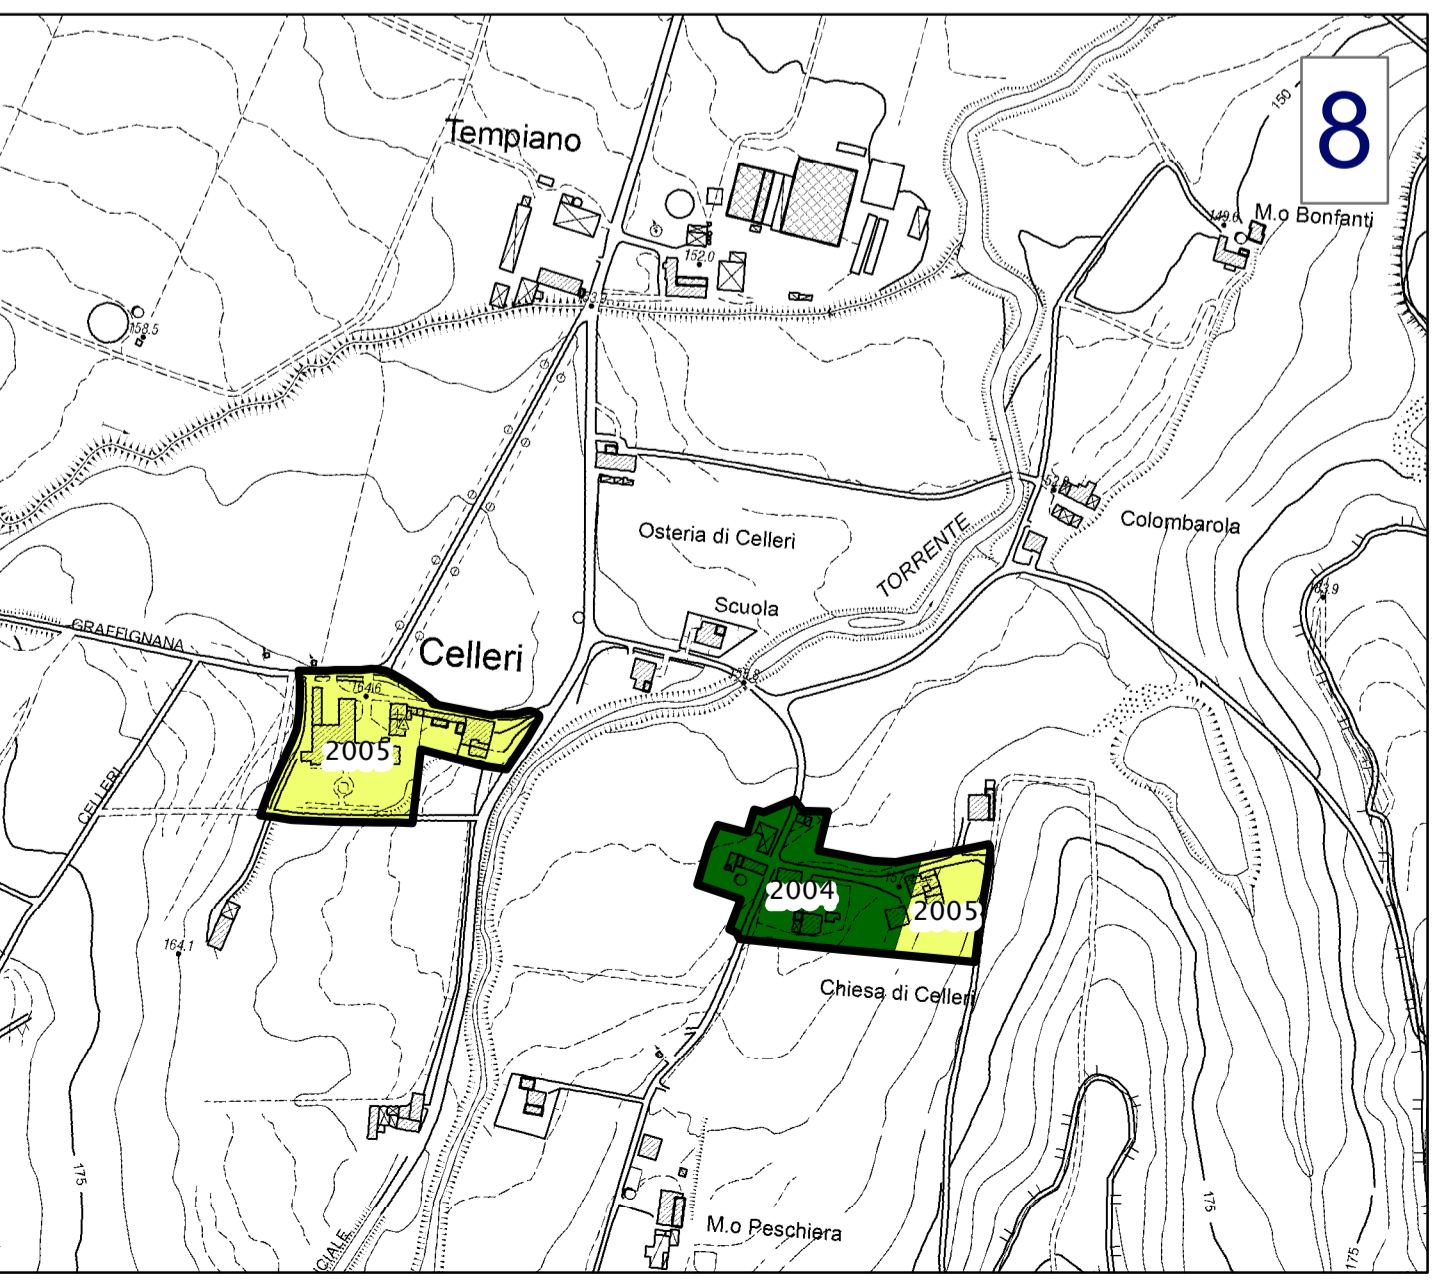 8
150
Tempiano
149.6
M.o Bonfanti
152.0
158.5
Colombarola
Osteria di Celleri
TORRENTE
Scuola
GRAFFIGNANA
Celleri
164.6
2005
CELLERI
2004
2005
164.1
Chiesa di Celleri
175
175
M.o Peschiera
175